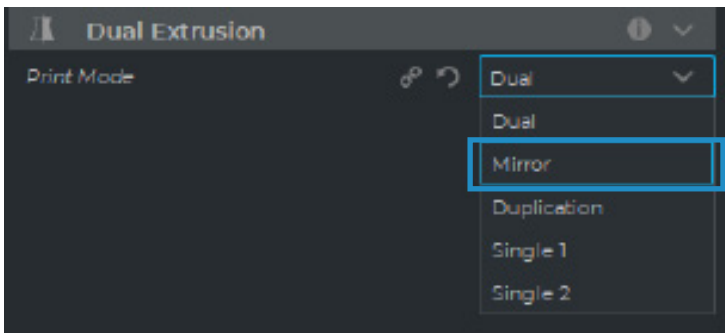 Dual Extrusion
Print Mode Dual
Dual
Mirror
Duplication
Single 1
Single 2